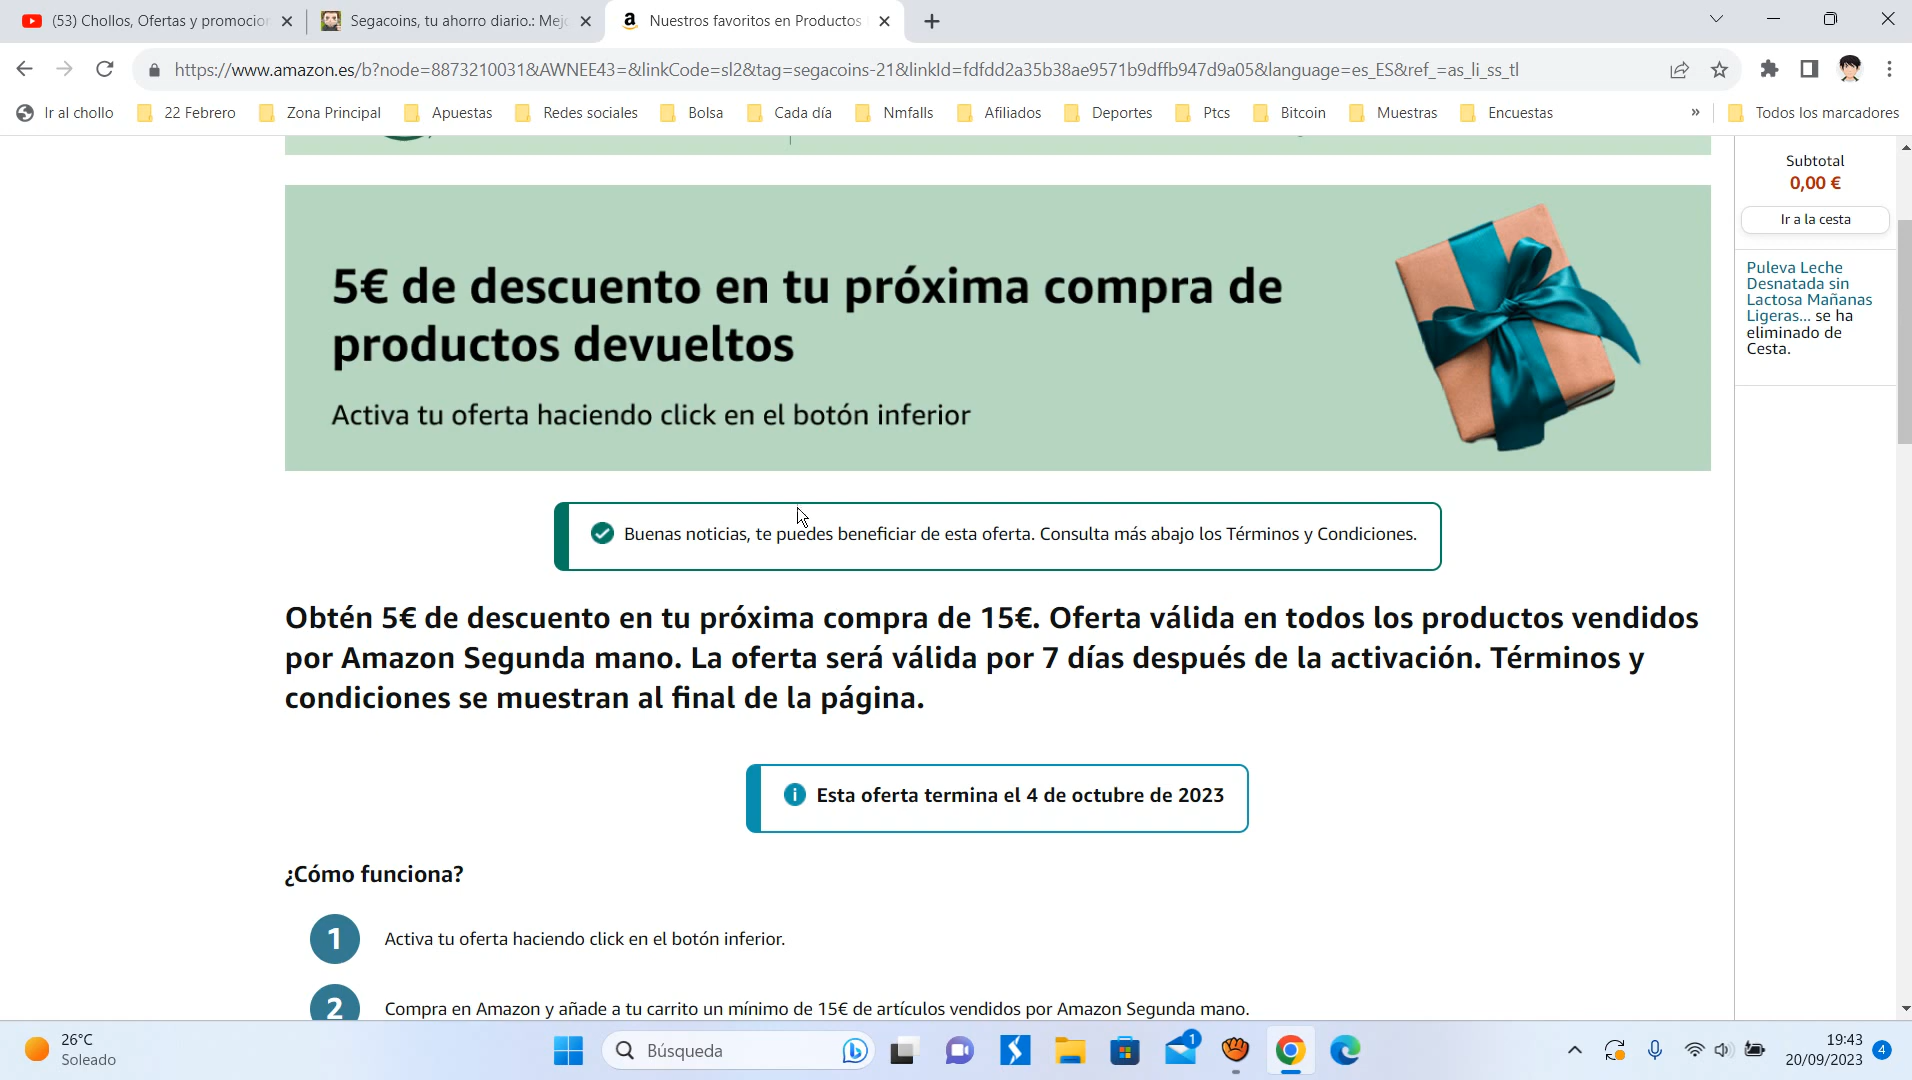 (53) Chollos, Ofertas y promocion
Segacoins, tu ahorro diario.: Mejo
Nuestros favoritos en Productos
https://www.amazon.es/b?node=8873210031&AWNEE43=&linkCode=sl2&tag=segacoins-21&linkId=fdfdd2a35b38ae9571b9dffb947d9a05&language=es_ES&ref_=as_li_ss_tl
Ir al chollo
22 Febrero
Zona Principal
Apuestas
Redes sociales
Bolsa
Cada día
Nmfalls
Afiliados
Deportes
Ptcs
Bitcoin
Muestras
Encuestas
»
Todos los marcadores
Subtotal
0,00 €
Ir a la cesta
Puleva Leche
Desnatada sin
Lactosa Mañanas
Ligeras... se ha
eliminado de
Cesta.
5€ de descuento en tu próxima compra de
productos devueltos
Activa tu oferta haciendo click en el botón inferior
Buenas noticias, te puedes beneficiar de esta oferta. Consulta más abajo los Términos y Condiciones.
Obtén 5€ de descuento en tu próxima compra de 15€. Oferta válida en todos los productos vendidos
por Amazon Segunda mano. La oferta será válida por 7 días después de la activación. Términos y
condiciones se muestran al final de la página.
Esta oferta termina el 4 de octubre de 2023
¿Cómo funciona?
1
Activa tu oferta haciendo click en el botón inferior.
2
Compra en Amazon y añade a tu carrito un mínimo de 15€ de artículos vendidos por Amazon Segunda mano.
26°C
Soleado
Búsqueda
1
19:43
20/09/2023
4